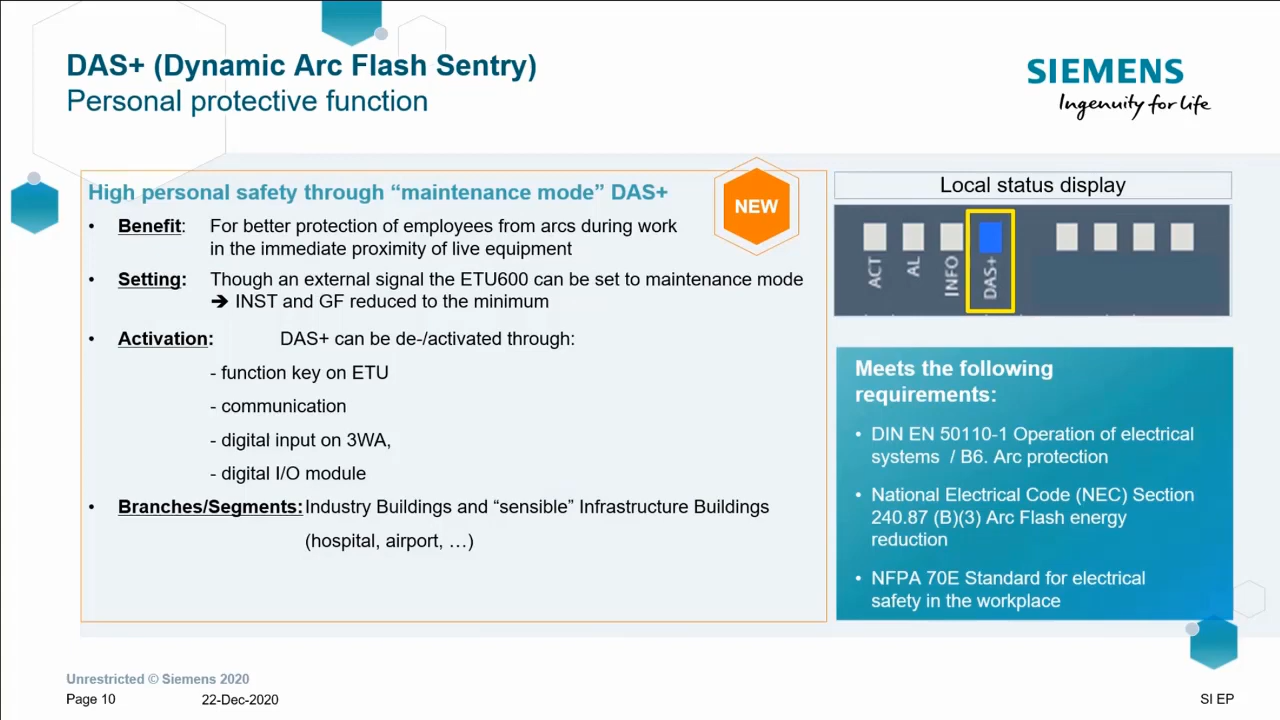 DAS+ (Dynamic Arc Flash Sentry)
Personal protective function
SIEMENS
Ingenuity for life
High personal safety through “maintenance mode” DAS+
NEW
• Benefit: For better protection of employees from arcs during work
in the immediate proximity of live equipment
• Setting: Though an external signal the ETU600 can be set to maintenance mode
➔ INST and GF reduced to the minimum
• Activation: DAS+ can be de-/activated through:
- function key on ETU
- communication
- digital input on 3WA,
- digital I/O module
• Branches/Segments: Industry Buildings and “sensible” Infrastructure Buildings
(hospital, airport, …)
Local status display
ACT
AL
INFO
DAS+
Meets the following
requirements:
• DIN EN 50110-1 Operation of electrical
systems / B6. Arc protection
• National Electrical Code (NEC) Section
240.87 (B)(3) Arc Flash energy
reduction
• NFPA 70E Standard for electrical
safety in the workplace
Unrestricted © Siemens 2020
Page 10 22-Dec-2020 SI EP